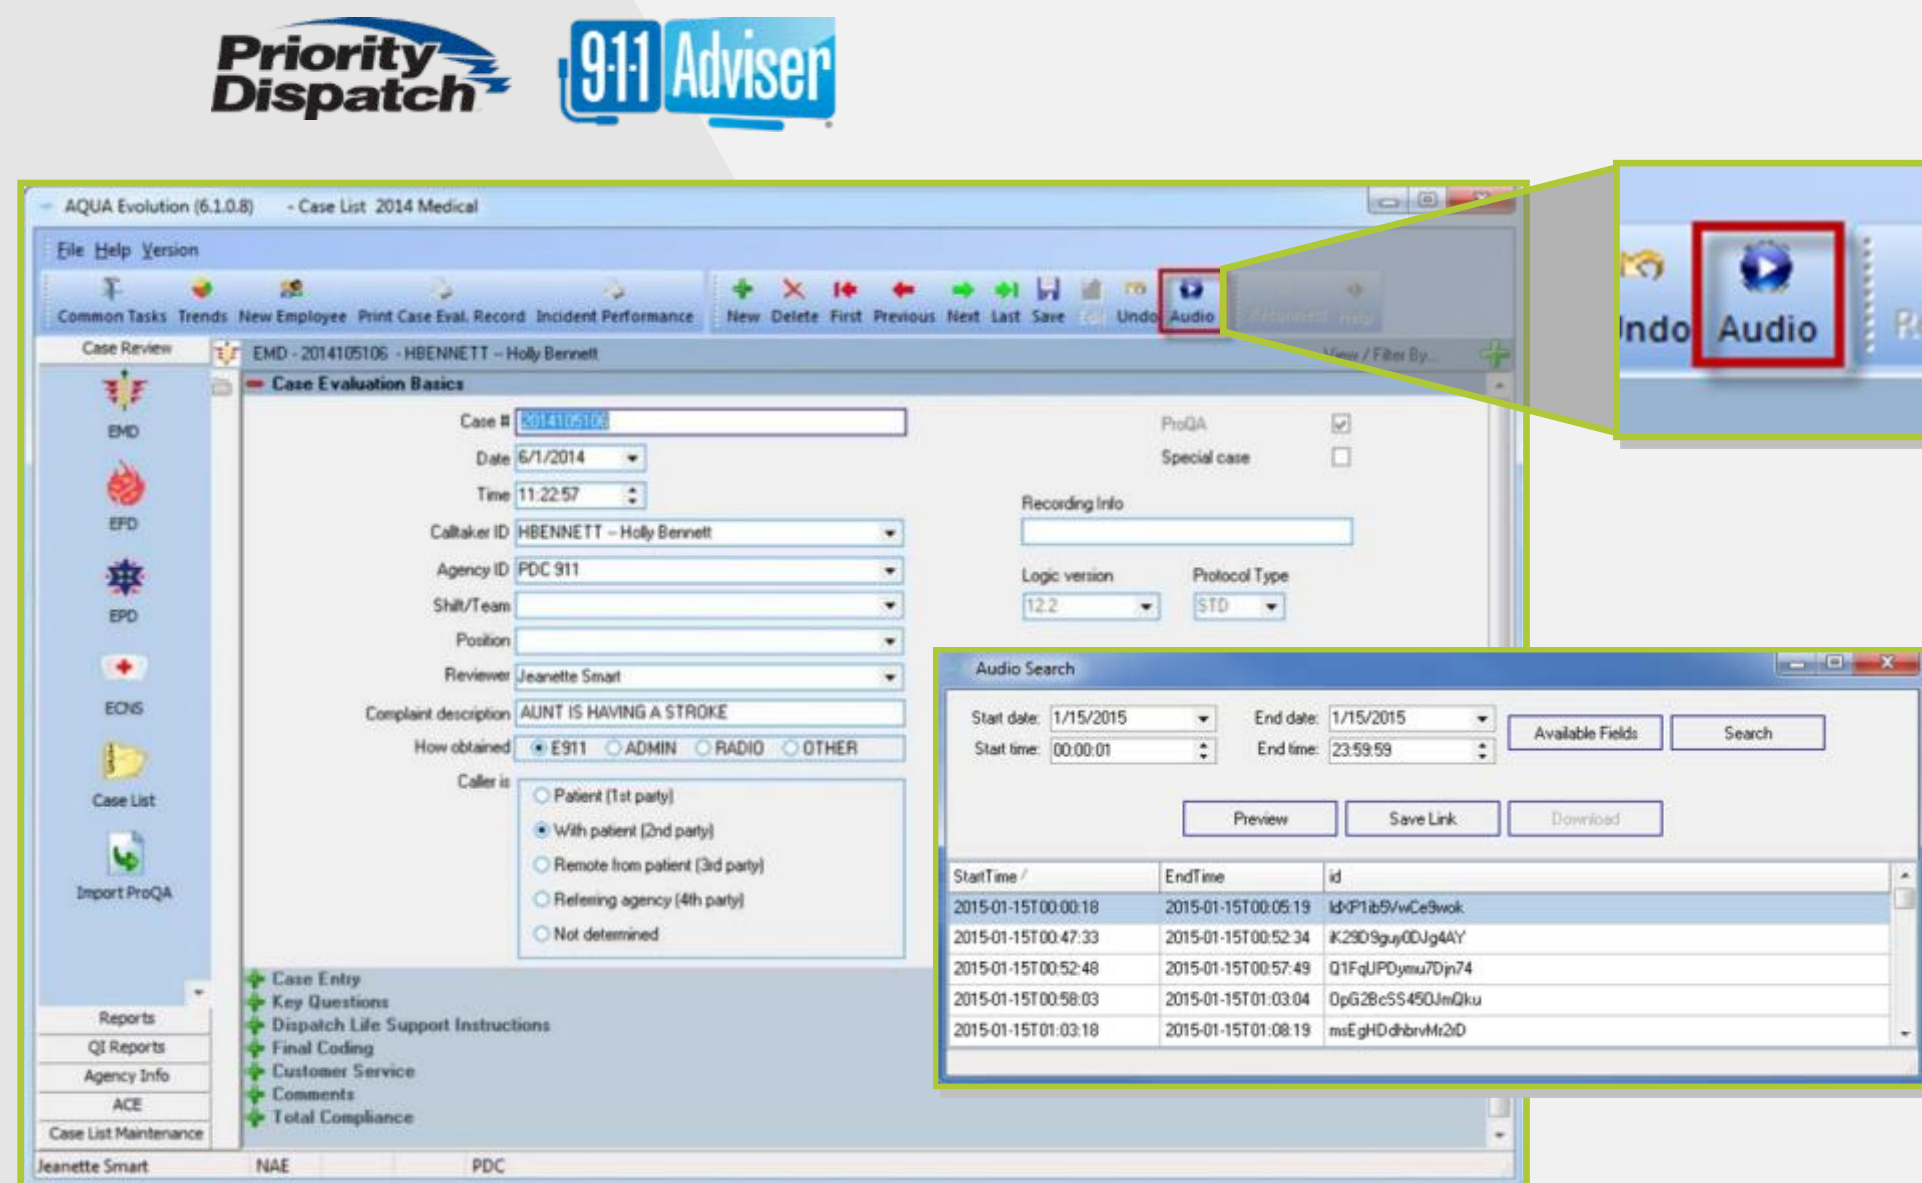 Priority
Dispatch
9-1-1 Adviser
AQUA Evolution (6.1.0.8) - Case List 2014 Medical
File Help Version
Common Tasks Trends New Employee Print Case Eval. Record Incident Performance New Delete First Previous Next Last Save Undo Audio
Undo Audio
Case Review
EMD - 2014105106 - HBENNETT -- Holly Bennett View / Filter By...
Case Evaluation Basics
EMD
EFD
EPD
ECNS
Case List
Import ProQA
Case # 2014105106
Date 6/1/2014
Time 11:22:57
Calltaker ID HBENNETT -- Holly Bennett
Agency ID PDC 911
Shift/Team
Position
Reviewer Jeanette Smart
Complaint description AUNT IS HAVING A STROKE
How obtained E911 ADMIN RADIO OTHER
Caller is
Patient (1st party)
With patient (2nd party)
Remote from patient (3rd party)
Referring agency (4th party)
Not determined
ProQA
Special case
Recording Info
Logic version Protocol Type
12.2 STD
Audio Search
Start date: 1/15/2015 End date: 1/15/2015 Available Fields Search
Start time: 00:00:01 End time: 23:59:59
Preview Save Link Download
StartTime / EndTime id
2015-01-15T00:00:18 2015-01-15T00:05:19
2015-01-15T00:47:33 2015-01-15T00:52:34 iK29D9guy0DJg4AY
2015-01-15T00:52:48 2015-01-15T00:57:49 Q1FqUPDymu7Djn74
2015-01-15T00:58:03 2015-01-15T01:03:04
2015-01-15T01:03:18 2015-01-15T01:08:19
Case Entry
Key Questions
Dispatch Life Support Instructions
Final Coding
Customer Service
Comments
Total Compliance
Reports
QI Reports
Agency Info
ACE
Case List Maintenance
Jeanette Smart NAE PDC